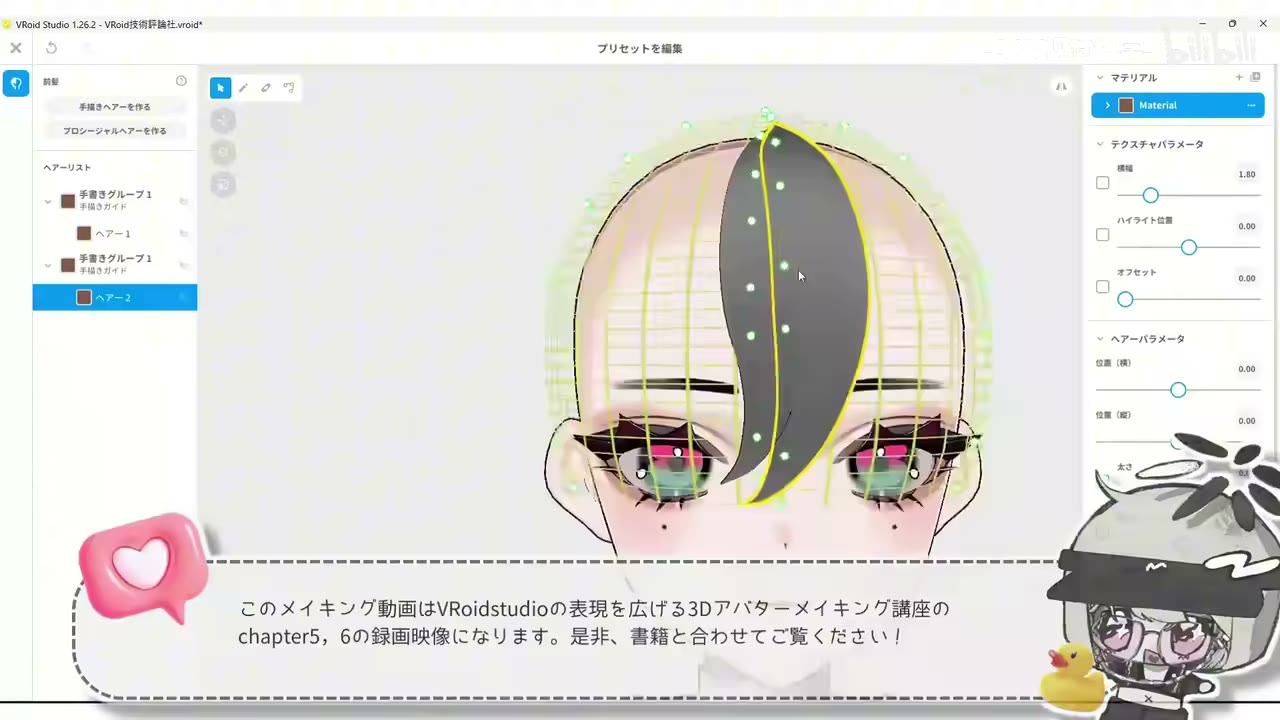 VRoid Studio 1.26.2 - VRoid技術評論社.vroid*
プリセットを編集
bilibili
前髪
手描きヘアーを作る
プロシージャルヘアーを作る
ヘアーリスト
手書きグループ 1
手描きガイド
ヘアー 1
手書きグループ 1
手描きガイド
ヘアー 2
マテリアル
Material
テクスチャパラメータ
横幅
1.80
ハイライト位置
0.00
オフセット
0.00
ヘアーパラメータ
位置（横）
0.00
位置（縦）
0.00
太さ
このメイキング動画はVRoidstudioの表現を広げる3Dアバターメイキング講座の
chapter5，6の録画映像になります。是非、書籍と合わせてご覧ください！